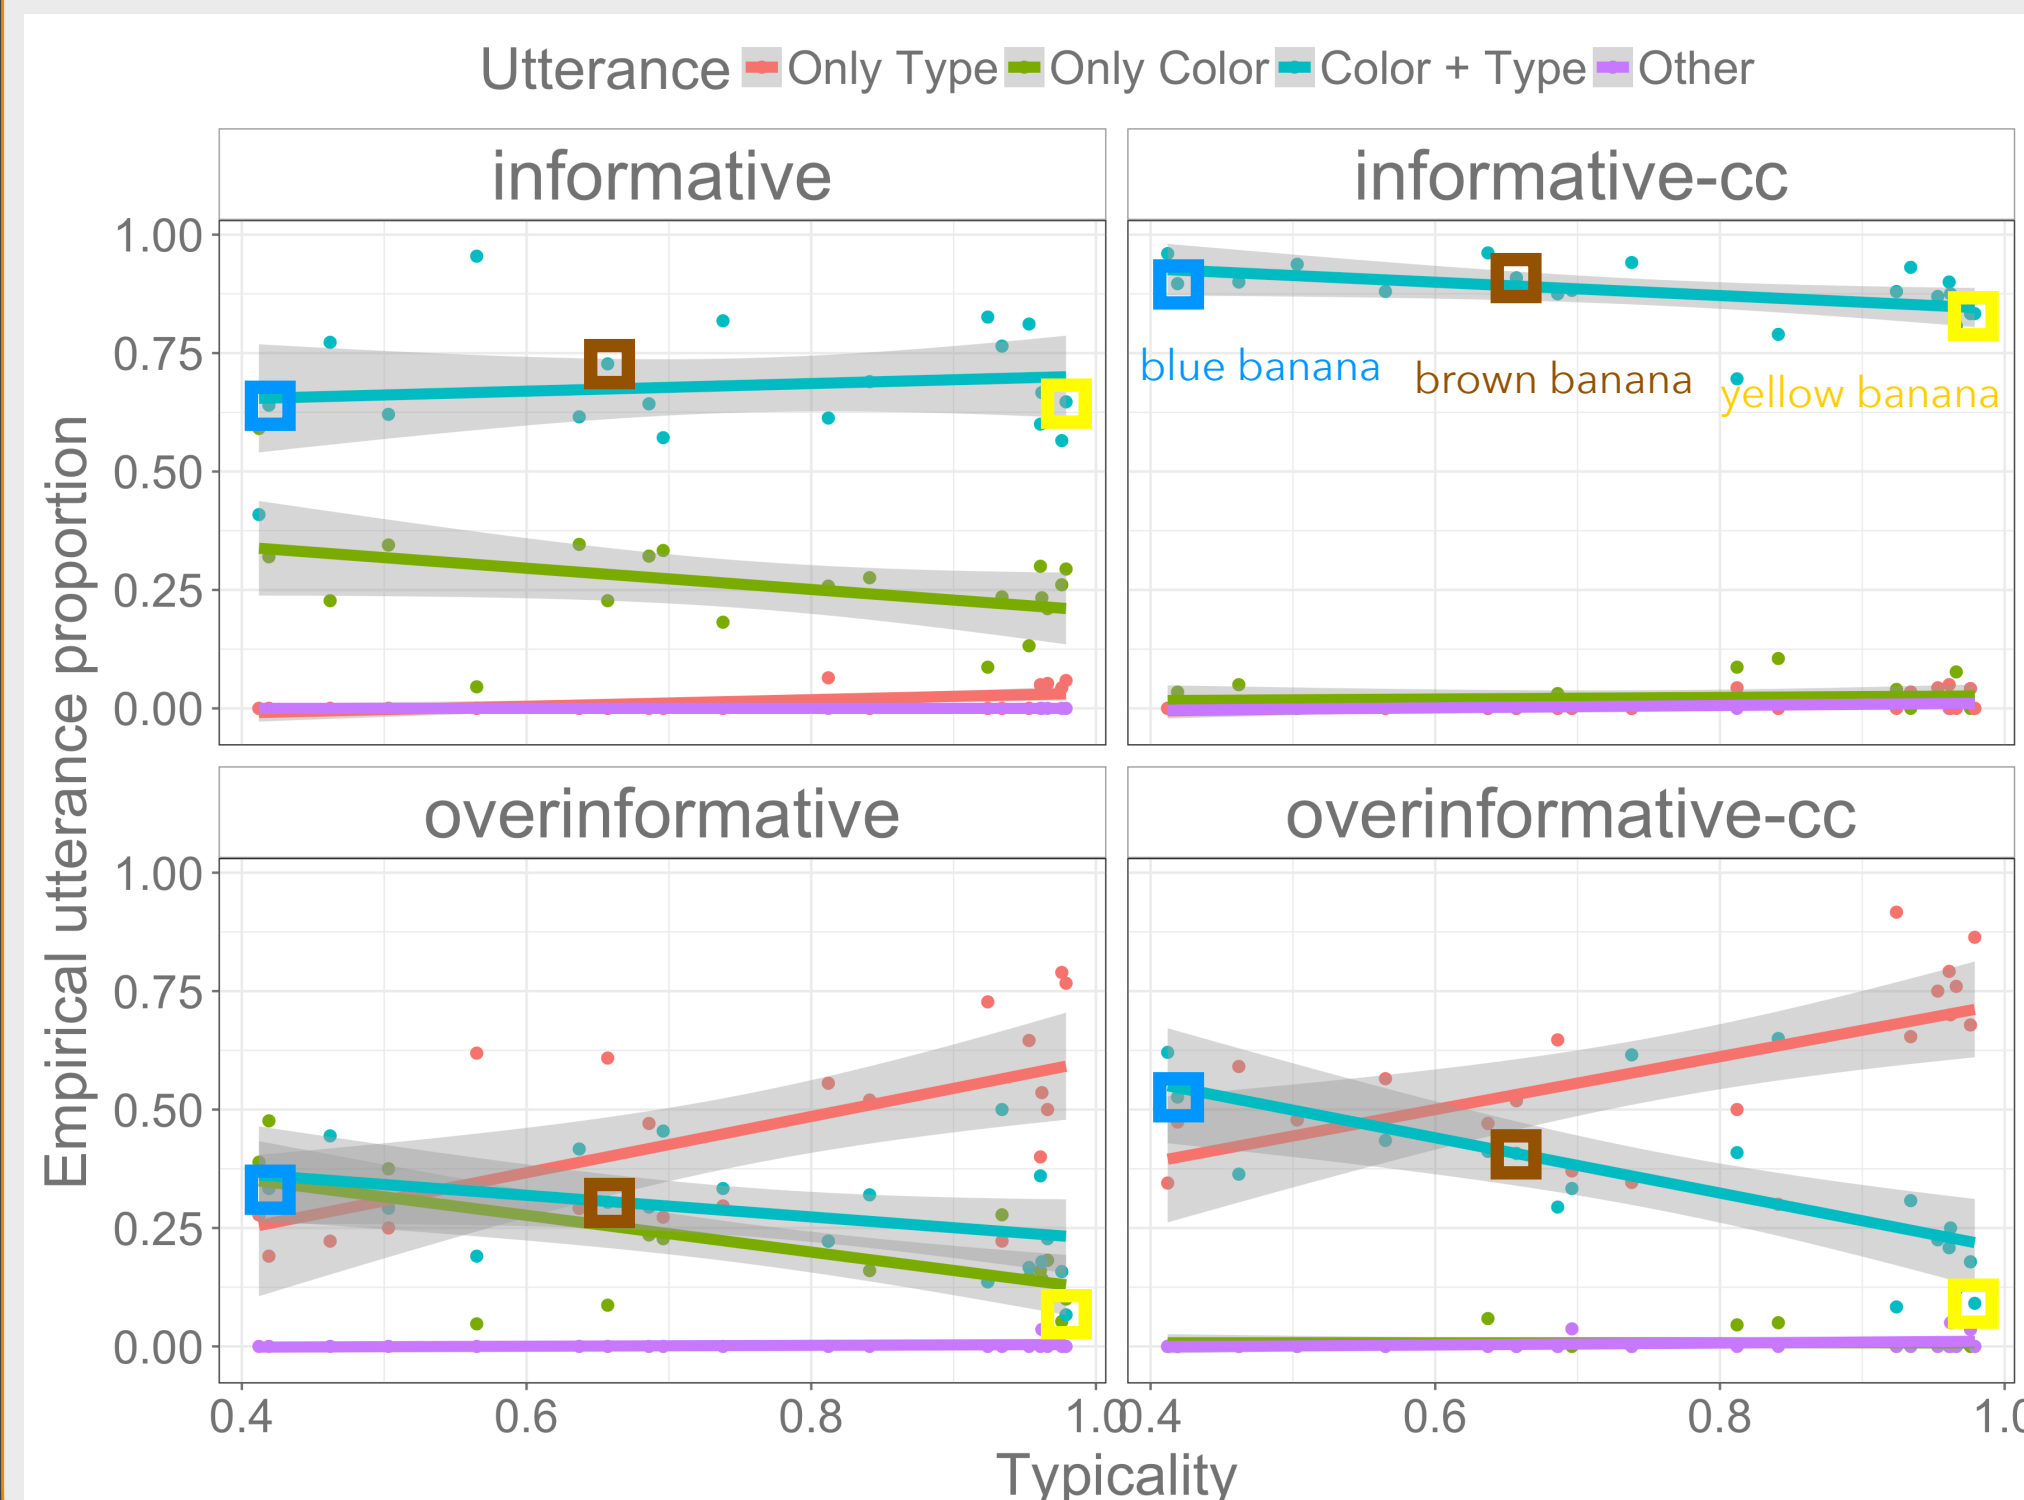 Utterance Only Type Only Color Color + Type Other
informative
informative-cc
1.00
0.75
0.50
0.25
0.00
blue banana
brown banana
yellow banana
Empirical utterance proportion
overinformative
overinformative-cc
1.00
0.75
0.50
0.25
0.00
0.4 0.6 0.8 1.0
0.4 0.6 0.8 1.0
Typicality